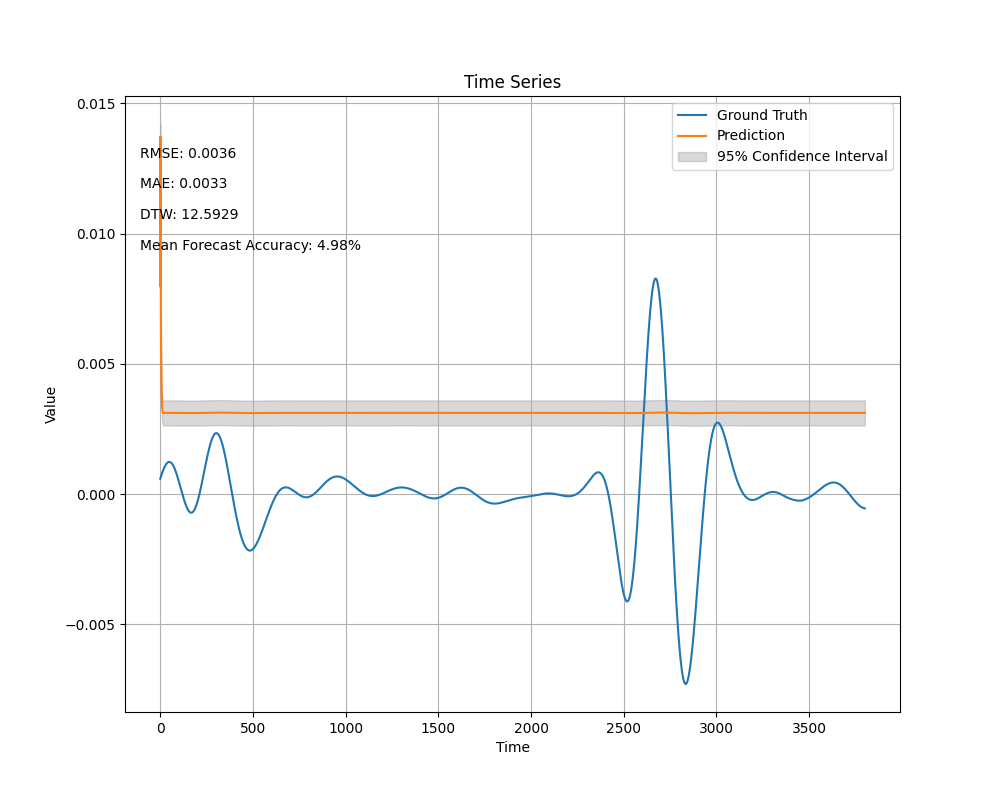 Time Series
Ground Truth
Prediction
95% Confidence Interval
RMSE: 0.0036
MAE: 0.0033
DTW: 12.5929
Mean Forecast Accuracy: 4.98%
Value
0.015
0.010
0.005
0.000
−0.005
0 500 1000 1500 2000 2500 3000 3500
Time